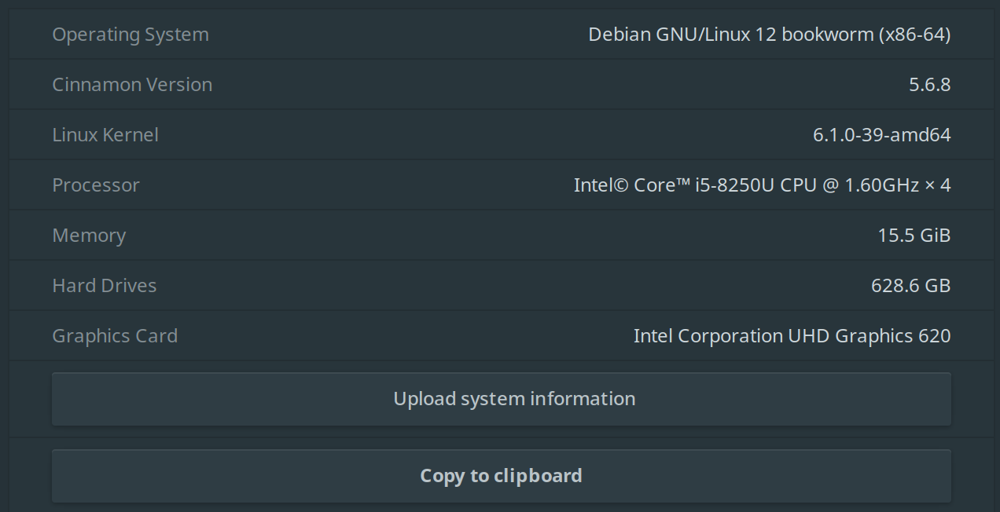 Operating System Debian GNU/Linux 12 bookworm (x86-64)
Cinnamon Version 5.6.8
Linux Kernel 6.1.0-39-amd64
Processor Intel© Core™ i5-8250U CPU @ 1.60GHz × 4
Memory 15.5 GiB
Hard Drives 628.6 GB
Graphics Card Intel Corporation UHD Graphics 620
Upload system information
Copy to clipboard